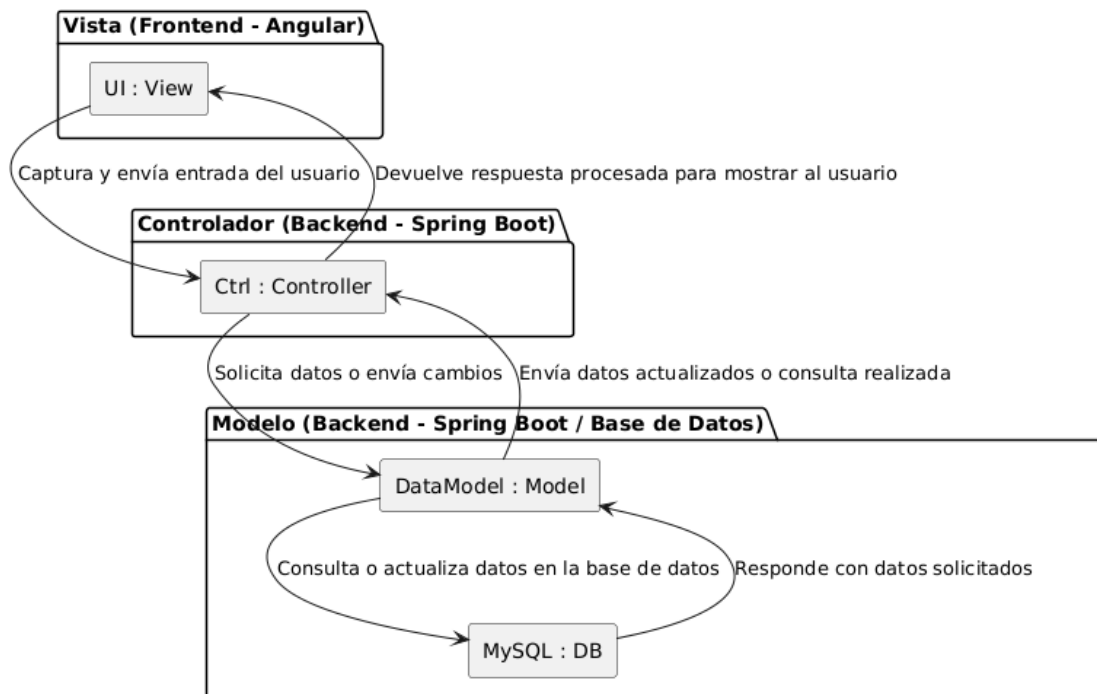 Vista (Frontend - Angular)
UI : View
Captura y envía entrada del usuario
Devuelve respuesta procesada para mostrar al usuario
Controlador (Backend - Spring Boot)
Ctrl : Controller
Solicita datos o envía cambios
Envía datos actualizados o consulta realizada
Modelo (Backend - Spring Boot / Base de Datos)
DataModel : Model
Consulta o actualiza datos en la base de datos
Responde con datos solicitados
MySQL : DB